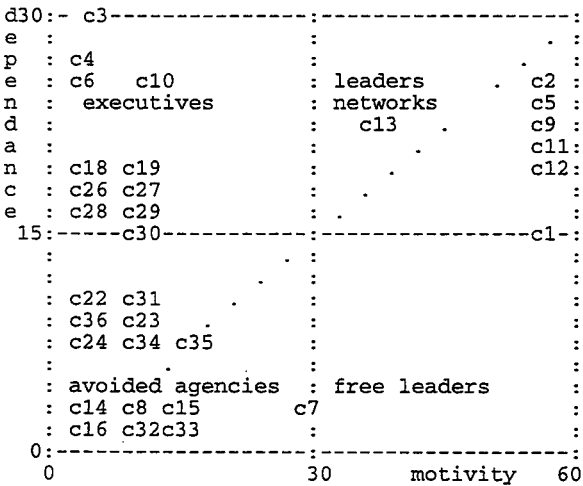 d30:- c3-----------------:-------------------:
e : : . :
p : c4 : . :
e : c6 c10 : leaders . c2 :
n : executives : networks c5 :
d : : c13 . c9 :
a : : . c11:
n : c18 c19 : . c12:
c : c26 c27 : . :
e : c28 c29 : . :
15:-----c30-----------:----------------c1-:
: . : :
: . : :
: c22 c31 . : :
: c36 c23 . : :
: c24 c34 c35 : :
: . : :
: avoided agencies : free leaders :
: c14 c8 c15 c7 :
: c16 c32c33 : :
0:-------------------:-------------------:
0 30 motivity 60